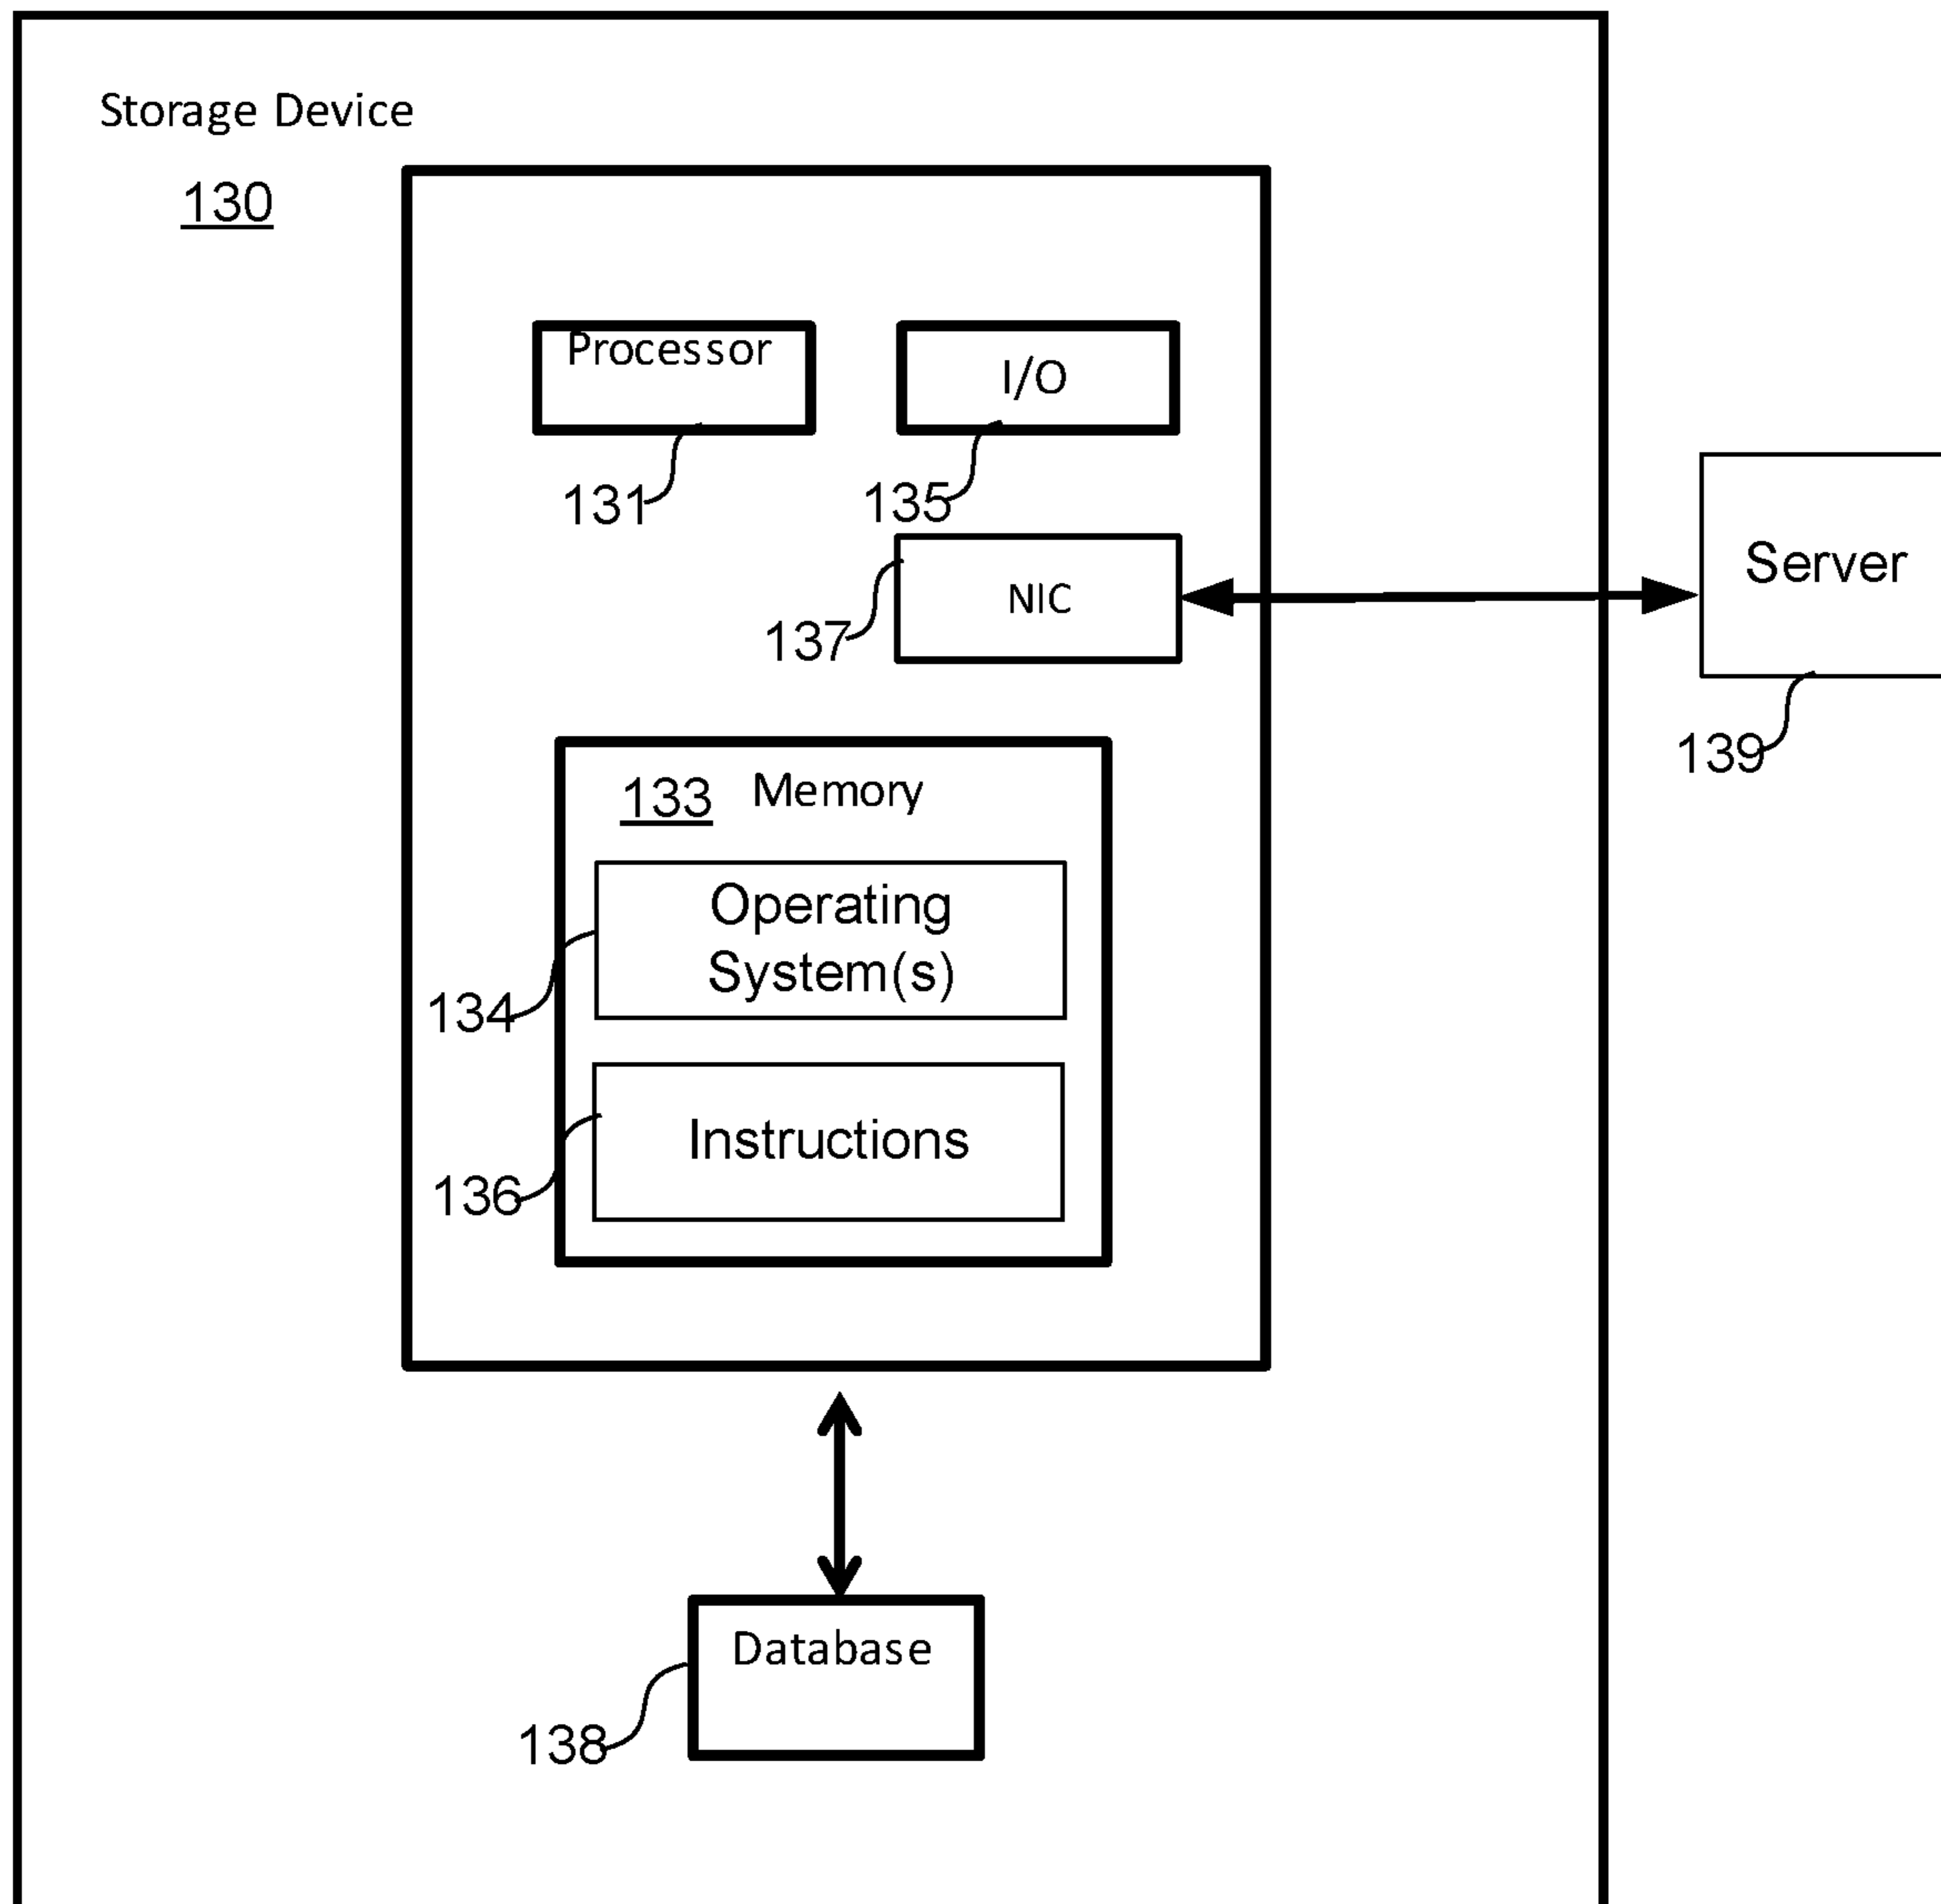 Storage Device
130
Processor
I/O
131
135
NIC
Server
137
139
133 Memory
Operating
System(s)
134
Instructions
136
Database
138